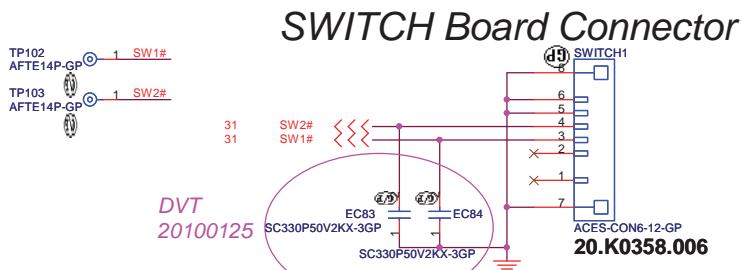 SWITCH Board Connector
TP102
AFTE14P-GP
1
SW1#
TP103
AFTE14P-GP
1
SW2#
SWITCH1
8
6
5
4
3
2
1
7
31 SW2#
31 SW1#
DVT
20100125
EC83
SC330P50V2KX-3GP
EC84
SC330P50V2KX-3GP
1
1
ACES-CON6-12-GP
20.K0358.006